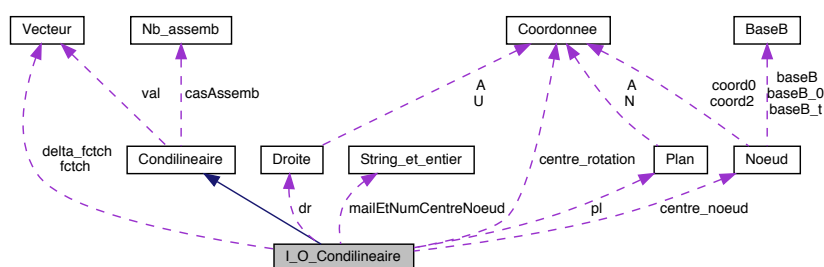 Vecteur
Nb_assemb
Coordonnee
BaseB
val
casAssemb
A
U
A
N
coord0
coord2
baseB
baseB_0
baseB_t
delta_fctch
fctch
Condilineaire
Droite
String_et_entier
centre_rotation
Plan
Noeud
dr
mailEtNumCentreNoeud
pl
centre_noeud
I_O_Condilineaire